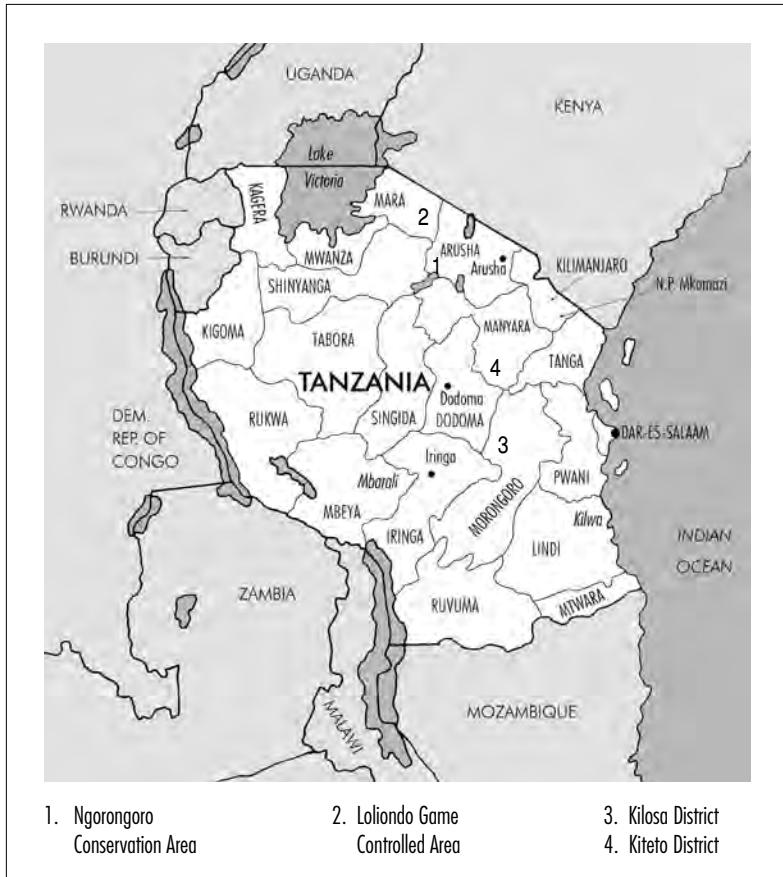 UGANDA
KENYA
Lake
Victoria
RWANDA
KAGERA
MARA
2
BURUNDI
MWANZA
ARUSHA
1
Arusha
KILIMANJARO
SHINYANGA
N.P. Mkomazi
KIGOMA
TABORA
MANYARA
4
TANGA
TANZANIA
Dodoma
DODOMA
RUKWA
SINGIDA
3
DEM.
REP. OF
CONGO
DAR-ES-SALAAM
Iringa
Mbarali
PWANI
MBEYA
MORONGORO
Kilwa
IRINGA
LINDI
INDIAN
OCEAN
ZAMBIA
RUVUMA
MTWARA
MALAWI
MOZAMBIQUE
1. Ngorongoro
Conservation Area
2. Loliondo Game
Controlled Area
3. Kilosa District
4. Kiteto District